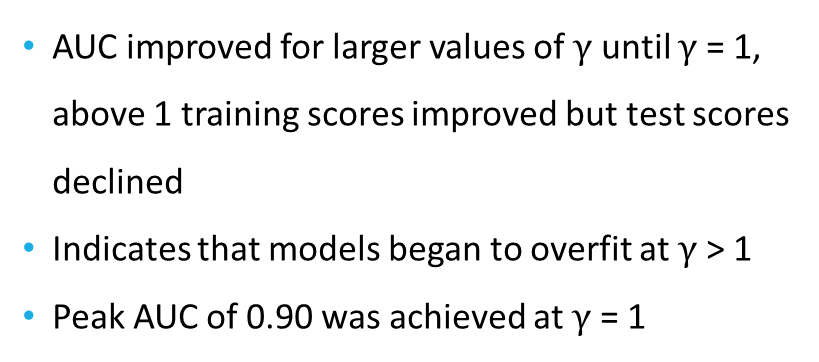 • AUC improved for larger values of γ until γ = 1,
above 1 training scores improved but test scores
declined
• Indicates that models began to overfit at γ > 1
• Peak AUC of 0.90 was achieved at γ = 1